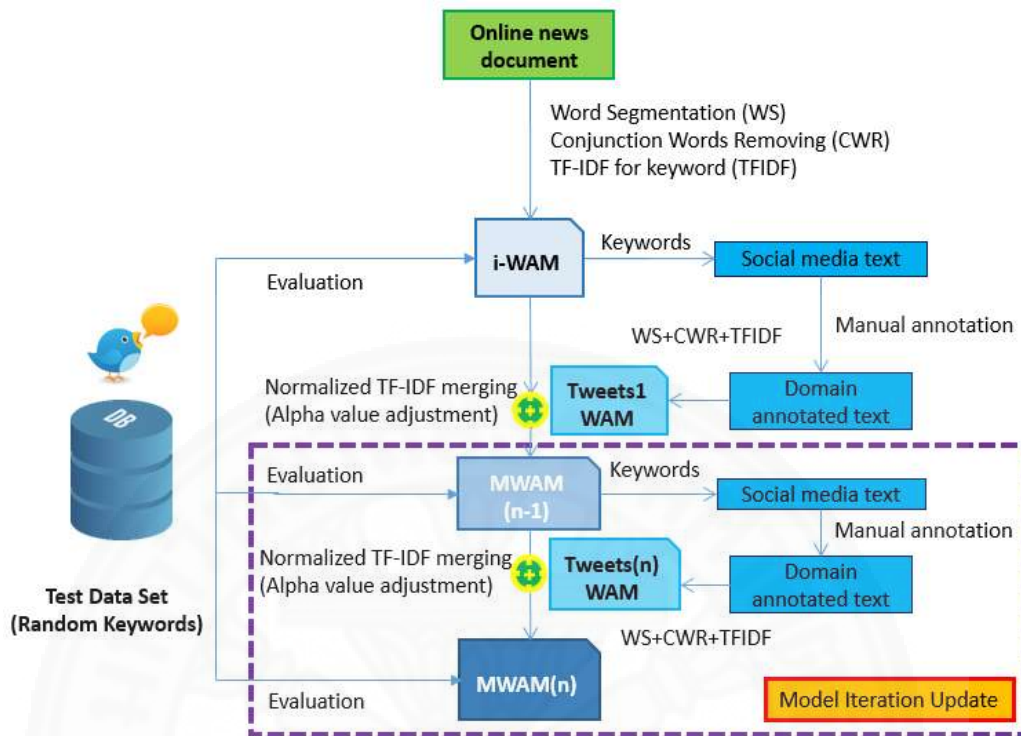 Online news
document
Word Segmentation (WS)
Conjunction Words Removing (CWR)
TF-IDF for keyword (TFIDF)
i-WAM
Keywords
Social media text
Evaluation
Manual annotation
WS+CWR+TFIDF
Normalized TF-IDF merging
(Alpha value adjustment)
Tweets1
WAM
Domain
annotated text
DB
Evaluation
MWAM
(n-1)
Keywords
Social media text
Manual annotation
Normalized TF-IDF merging
(Alpha value adjustment)
Tweets(n)
WAM
Domain
annotated text
Test Data Set
(Random Keywords)
WS+CWR+TFIDF
MWAM(n)
Evaluation
Model Iteration Update